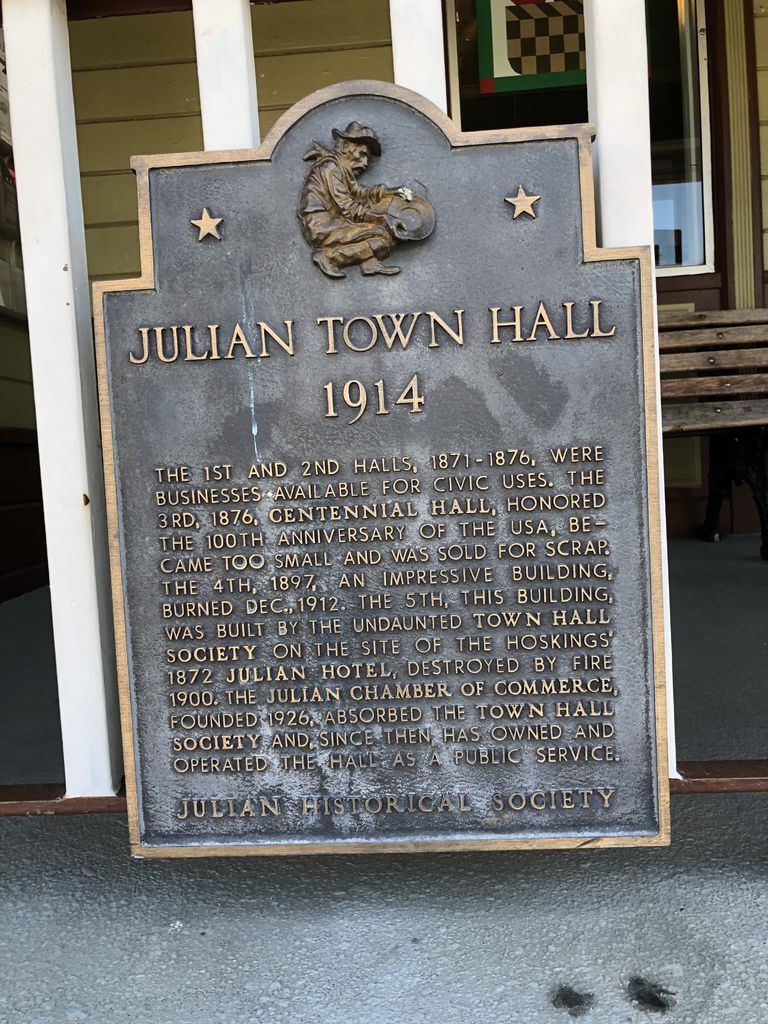 JULIAN TOWN HALL
1914
THE 1ST AND 2ND HALLS, 1871-1876, WERE
BUSINESSES AVAILABLE FOR CIVIC USES. THE
3RD, 1876, CENTENNIAL HALL, HONORED
THE 100TH ANNIVERSARY OF THE USA, BE-
CAME TOO SMALL AND WAS SOLD FOR SCRAP.
THE 4TH, 1897, AN IMPRESSIVE BUILDING,
BURNED DEC., 1912. THE 5TH, THIS BUILDING,
WAS BUILT BY THE UNDAUNTED TOWN HALL
SOCIETY ON THE SITE OF THE HOSKINGS'
1872 JULIAN HOTEL, DESTROYED BY FIRE
1900. THE JULIAN CHAMBER OF COMMERCE,
FOUNDED 1926, ABSORBED THE TOWN HALL
SOCIETY AND, SINCE THEN, HAS OWNED AND
OPERATED THE HALL AS A PUBLIC SERVICE.
JULIAN HISTORICAL SOCIETY